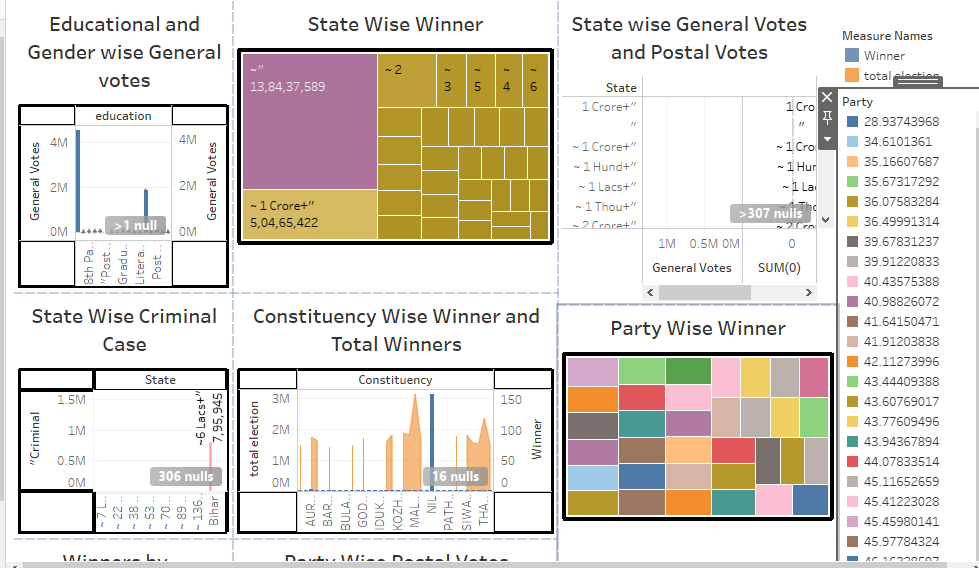 Educational and
Gender wise General
votes
education
General Votes
4M
2M
0M
4M
2M
0M
General Votes
>1 null
8th Pa..
"Post ..
Gradu..
Litera..
Post ..
State Wise Winner
~"
13,84,37,589
~ 1 Crore+"
5,04,65,422
~ 2
~
3
~
5
~
4
~
6
State wise General Votes
and Postal Votes
State
1 Crore+"
"
~ 1 Crore+"
~ 1 Hund+"
~ 1 Lacs+"
~ 1 Thou+"
~ 2 Crore+"
1 Cro
"
~ 1 Cro
~ 1 Hu
~ 1 Lac
>307 nulls
1M
0.5M
0M
0
General Votes
SUM(0)
Measure Names
Winner
total election
Party
28.93743968
34.6101361
35.16607687
35.67317292
36.07583284
36.49991314
39.67831237
39.91220833
40.43575388
40.98826072
41.64150471
41.91203838
42.11273996
43.44409388
43.60769017
43.77609496
43.94367894
44.07833514
45.11652659
45.41223028
45.45980141
45.97784324
State Wise Criminal
Case
State
"Criminal
1.5M
1M
0.5M
0M
~6 Lacs+"
7,95,945
306 nulls
~ 7 L..
~ 22 ..
~ 38 ..
~ 53 ..
~ 70 ..
~ 89 ..
~ 136..
Bihar
Constituency Wise Winner and
Total Winners
Constituency
total election
3M
2M
1M
0M
150
100
50
0
Winner
16 nulls
AUR..
BAR..
BULA..
GOD..
IDUK..
KOZH..
MAL..
NIL
PATH..
SIWA..
THA..
Party Wise Winner
Winners by
Party Wise Postal Votes